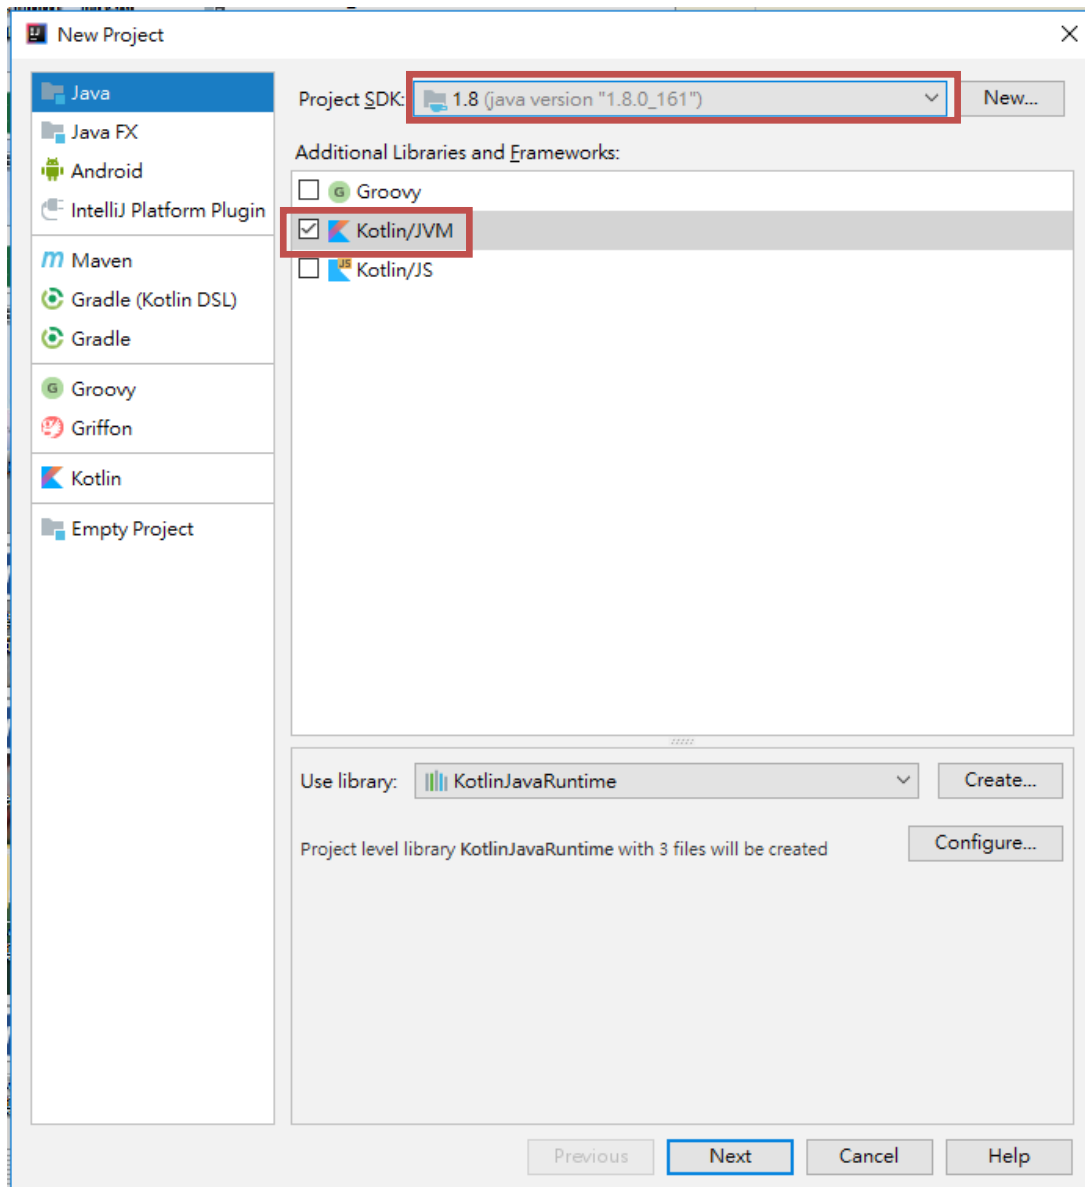 New Project
Java
Java FX
Android
IntelliJ Platform Plugin
Maven
Gradle (Kotlin DSL)
Gradle
Groovy
Griffon
Kotlin
Empty Project
Project SDK: 1.8 (java version "1.8.0_161") New...
Additional Libraries and Frameworks:
G Groovy
Kotlin/JVM
JS Kotlin/JS
Use library: KotlinJavaRuntime Create...
Project level library KotlinJavaRuntime with 3 files will be created Configure...
Previous Next Cancel Help